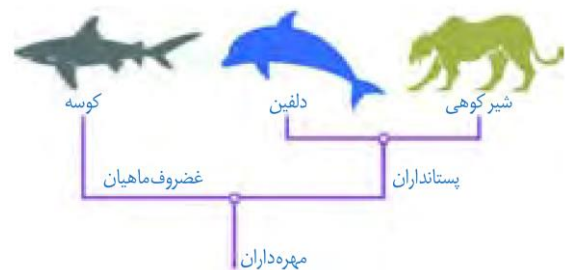 شیر کوهی
دلفین
کوسه
پستانداران
غضروف‌ماهیان
مهره‌داران